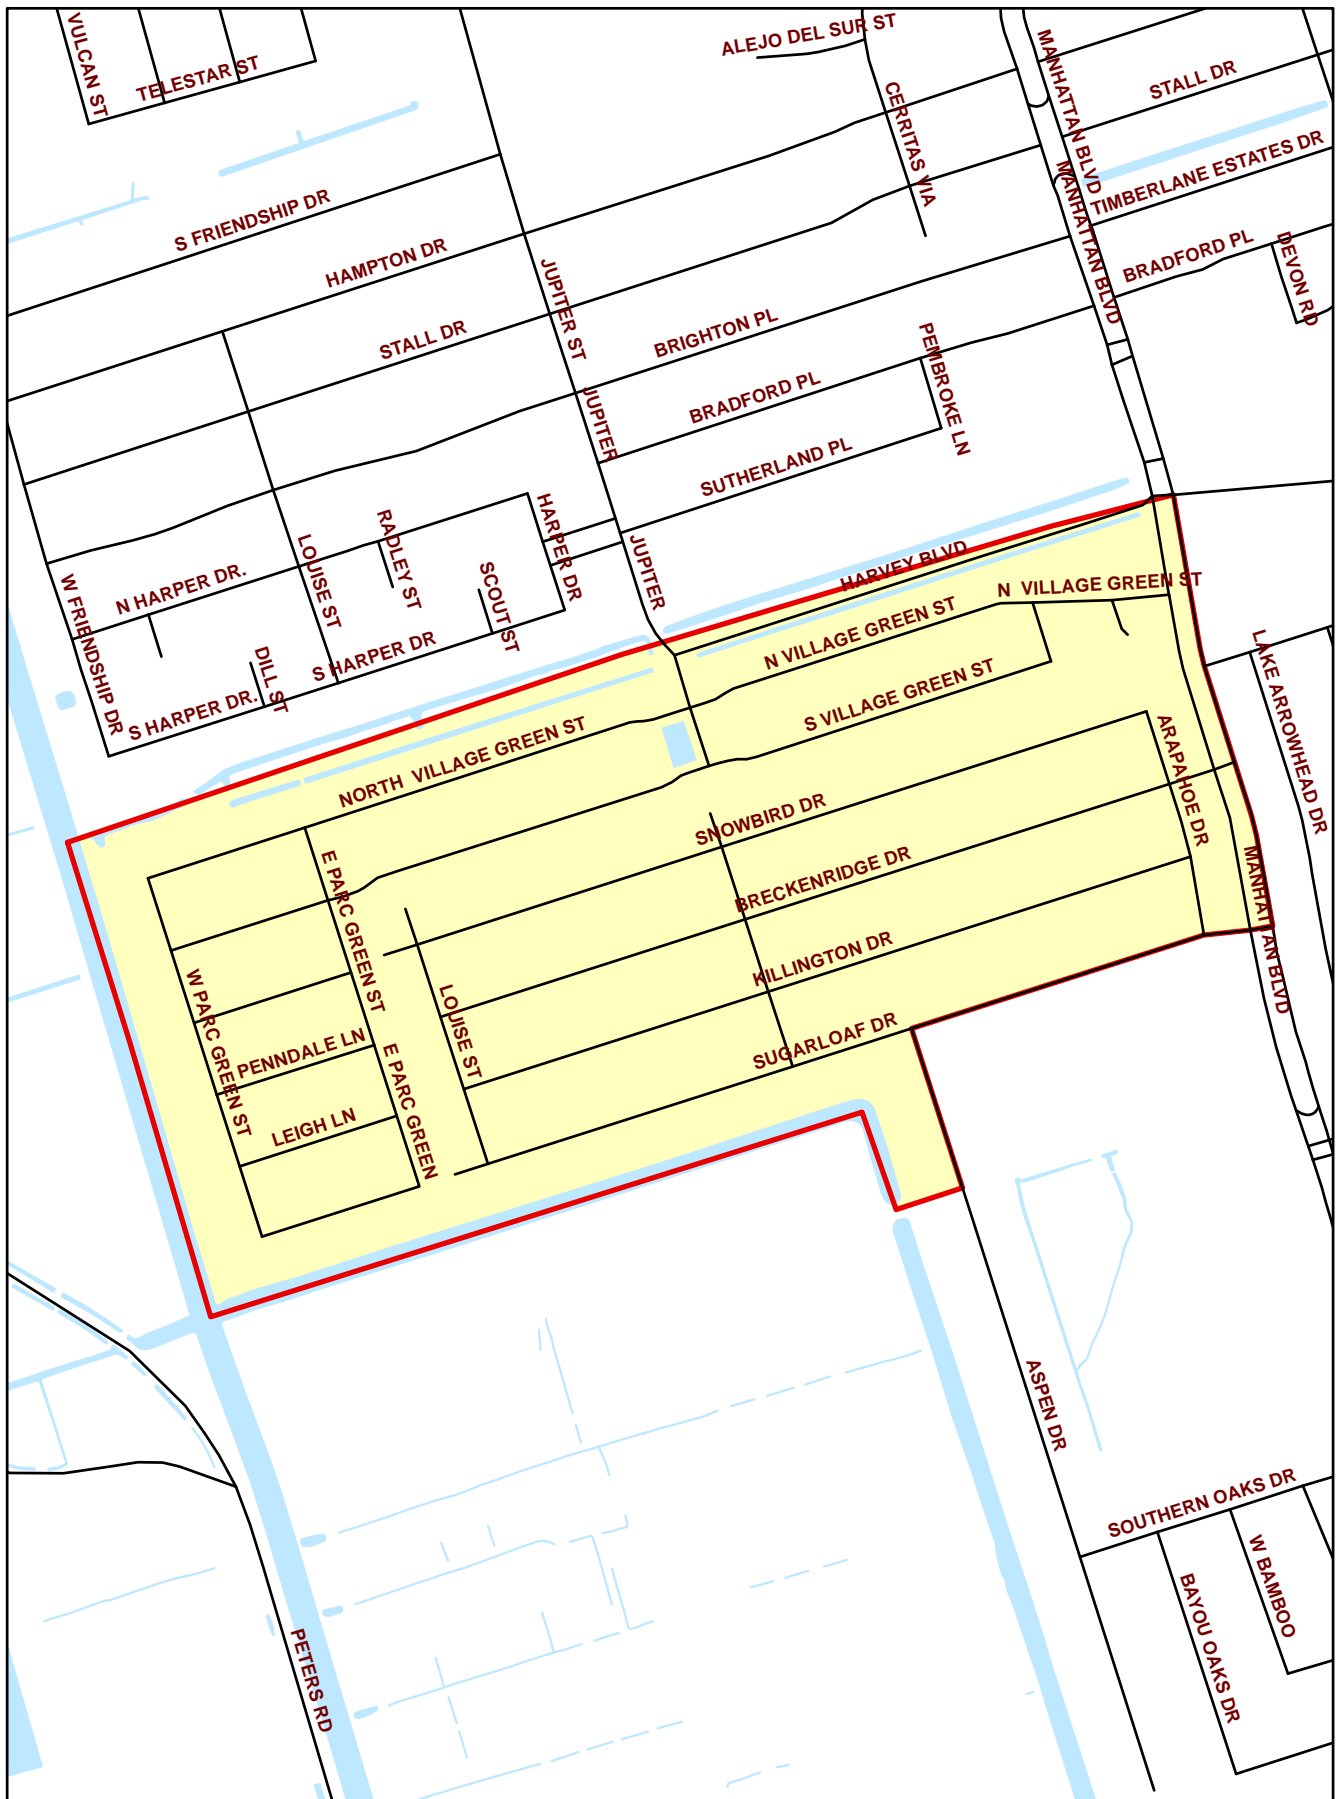 VULCAN ST
TELESTAR ST
ALEJO DEL SUR ST
CERRITAS VIA
MANHATTAN BLVD
STALL DR
MANHATTAN BLVD
TIMBERLANE ESTATES DR
S FRIENDSHIP DR
HAMPTON DR
JUPITER ST
BRADFORD PL
DEVON RD
STALL DR
BRIGHTON PL
PEMBROKE LN
BRADFORD PL
JUPITER
SUTHERLAND PL
HARPER DR
RADLEY ST
LOUISE ST
SCOUT ST
JUPITER
N HARPER DR.
W FRIENDSHIP DR
HARVEY BLVD
N VILLAGE GREEN ST
N VILLAGE GREEN ST
S HARPER DR
DILL ST
S HARPER DR.
LAKE ARROWHEAD DR
S VILLAGE GREEN ST
NORTH VILLAGE GREEN ST
ARAPAHOE DR
SNOWBIRD DR
E PARC GREEN ST
BRECKENRIDGE DR
MANHATTAN BLVD
KILLINGTON DR
W PARC GREEN ST
LOUISE ST
SUGARLOAF DR
PENNDALE LN
E PARC GREEN
LEIGH LN
ASPEN DR
SOUTHERN OAKS DR
W BAMBOO
BAYOU OAKS DR
PETERS RD